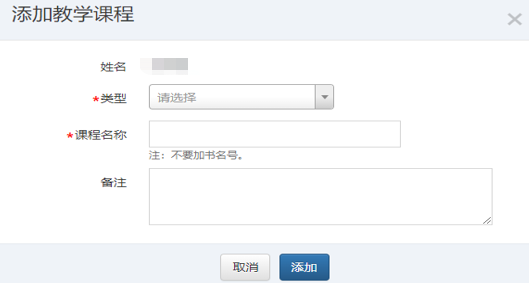 添加教学课程
姓名
*类型 请选择
*课程名称
注：不要加书名号。
备注
取消 添加